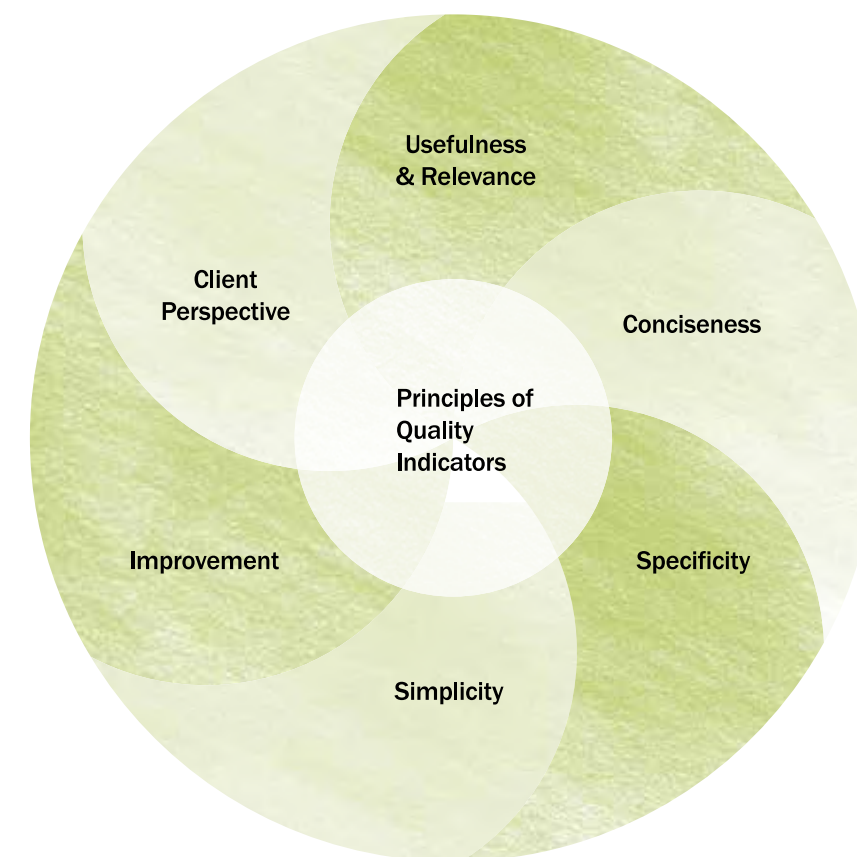 Usefulness
& Relevance
Client
Perspective
Conciseness
Principles of
Quality
Indicators
Improvement
Specificity
Simplicity